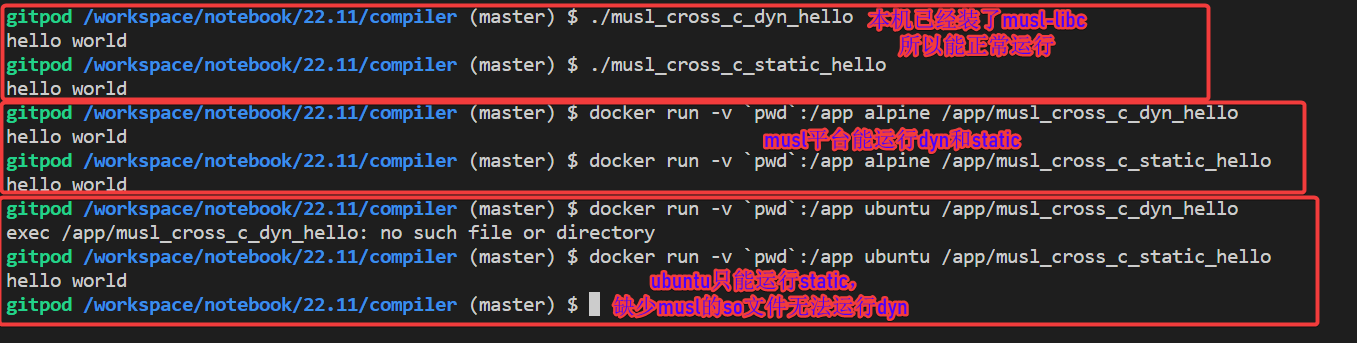 gitpod /workspace/notebook/22.11/compiler (master) $ ./musl_cross_c_dyn_hello 本机已经装了musl-libc
hello world 所以能正常运行
gitpod /workspace/notebook/22.11/compiler (master) $ ./musl_cross_c_static_hello
hello world
gitpod /workspace/notebook/22.11/compiler (master) $ docker run -v `pwd`:/app alpine /app/musl_cross_c_dyn_hello
hello world musl平台能运行dyn和static
gitpod /workspace/notebook/22.11/compiler (master) $ docker run -v `pwd`:/app alpine /app/musl_cross_c_static_hello
hello world
gitpod /workspace/notebook/22.11/compiler (master) $ docker run -v `pwd`:/app ubuntu /app/musl_cross_c_dyn_hello
exec /app/musl_cross_c_dyn_hello: no such file or directory
gitpod /workspace/notebook/22.11/compiler (master) $ docker run -v `pwd`:/app ubuntu /app/musl_cross_c_static_hello
hello world ubuntu只能运行static，
gitpod /workspace/notebook/22.11/compiler (master) $ 缺少musl的so文件无法运行dyn